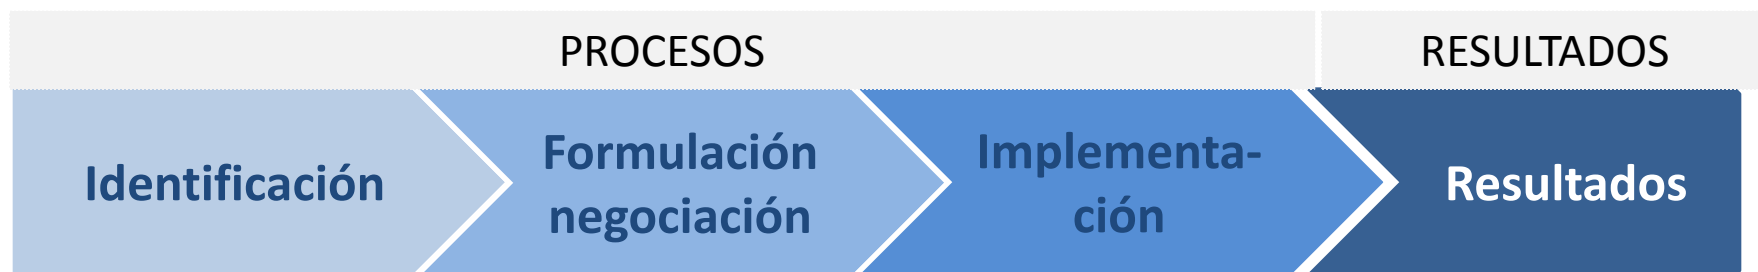 PROCESOS
RESULTADOS
Identificación
Formulación
negociación
Implementa-
ción
Resultados